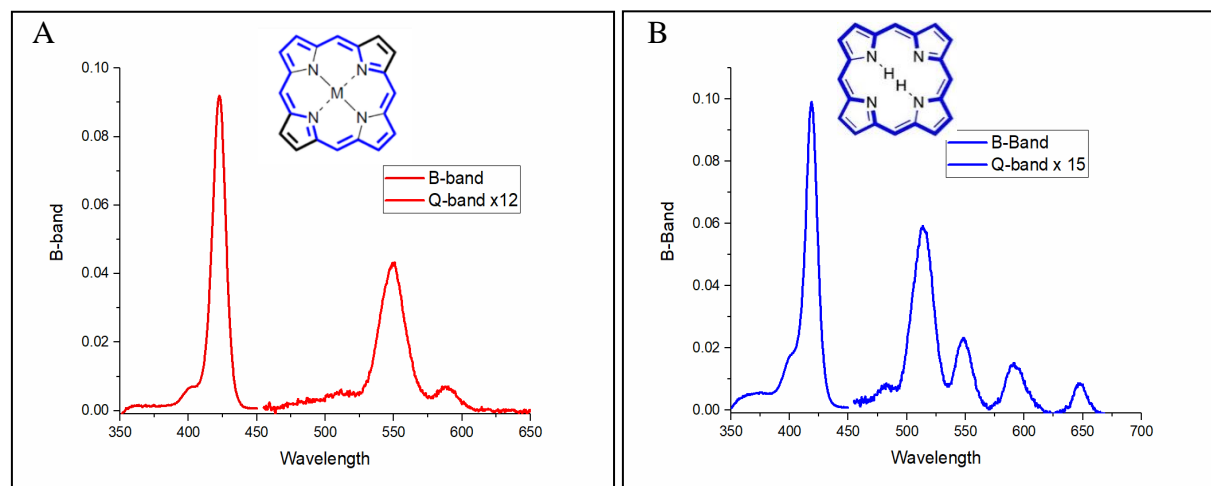 A
N
N
M
N
N
B-band
Q-band x12
B-band
0.10
0.08
0.06
0.04
0.02
0.00
350 400 450 500 550 600 650
Wavelength
B
N
N
H
H
N
N
B-Band
Q-band x 15
B-Band
0.10
0.08
0.06
0.04
0.02
0.00
350 400 450 500 550 600 650 700
Wavelength